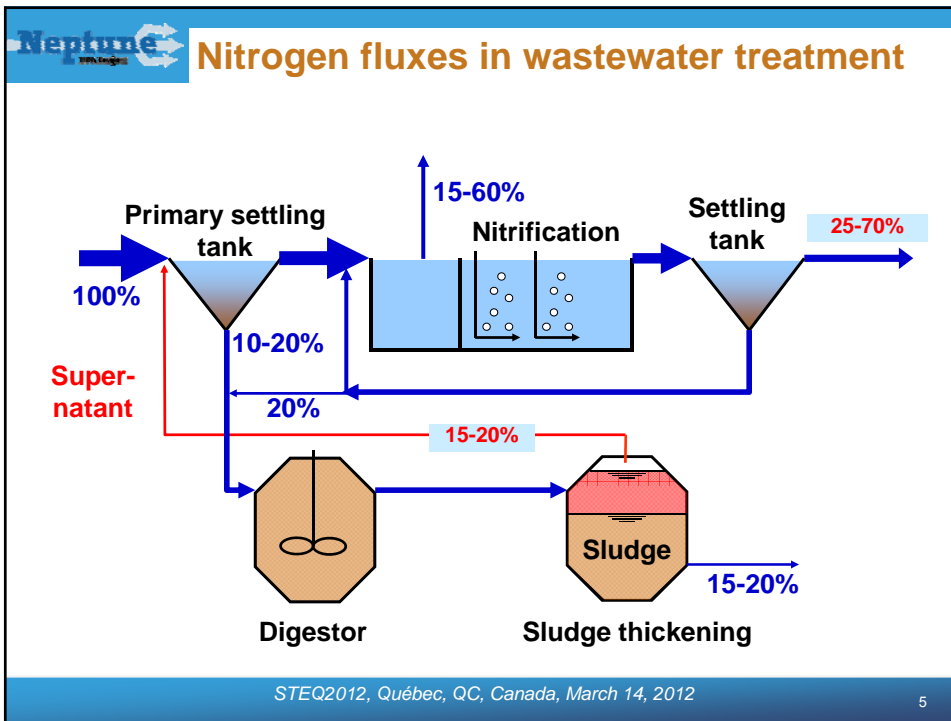 Neptune
Nitrogen fluxes in wastewater treatment
15-60%
Primary settling
tank
Nitrification
Settling
tank
25-70%
100%
10-20%
Super-
natant
20%
15-20%
Sludge
15-20%
Digestor
Sludge thickening
STEQ2012, Québec, QC, Canada, March 14, 2012
5